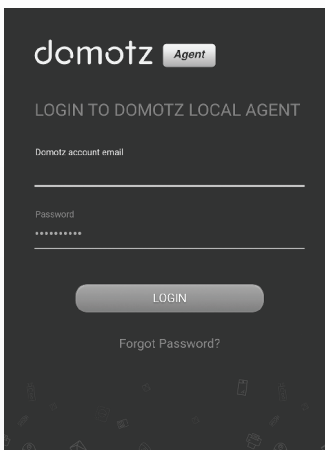 domotz Agent
LOGIN TO DOMOTZ LOCAL AGENT
Domotz account email
Password
••••••••••
LOGIN
Forgot Password?